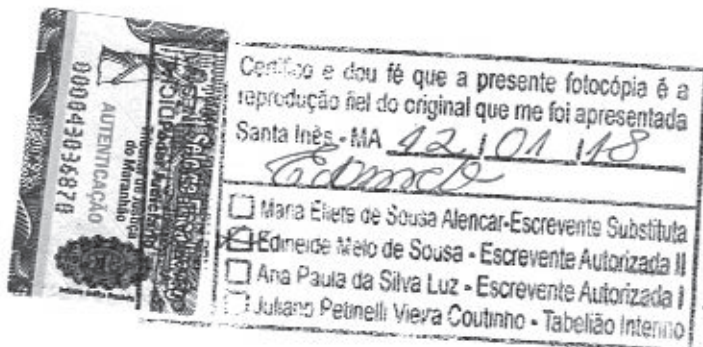 Certifico e dou fé que a presente fotocópia é a
reprodução fiel do original que me foi apresentada
Santa Inês - MA 12 / 01 / 18
Maria Eliete de Sousa Alencar-Escrevente Substituta
Edineide Melo de Sousa - Escrevente Autorizada II
Ana Paula da Silva Luz - Escrevente Autorizada I
Juliano Petinelli Vieira Coutinho - Tabelião Interino
do Maranhão
AUTENTICAÇÃO
000043036870